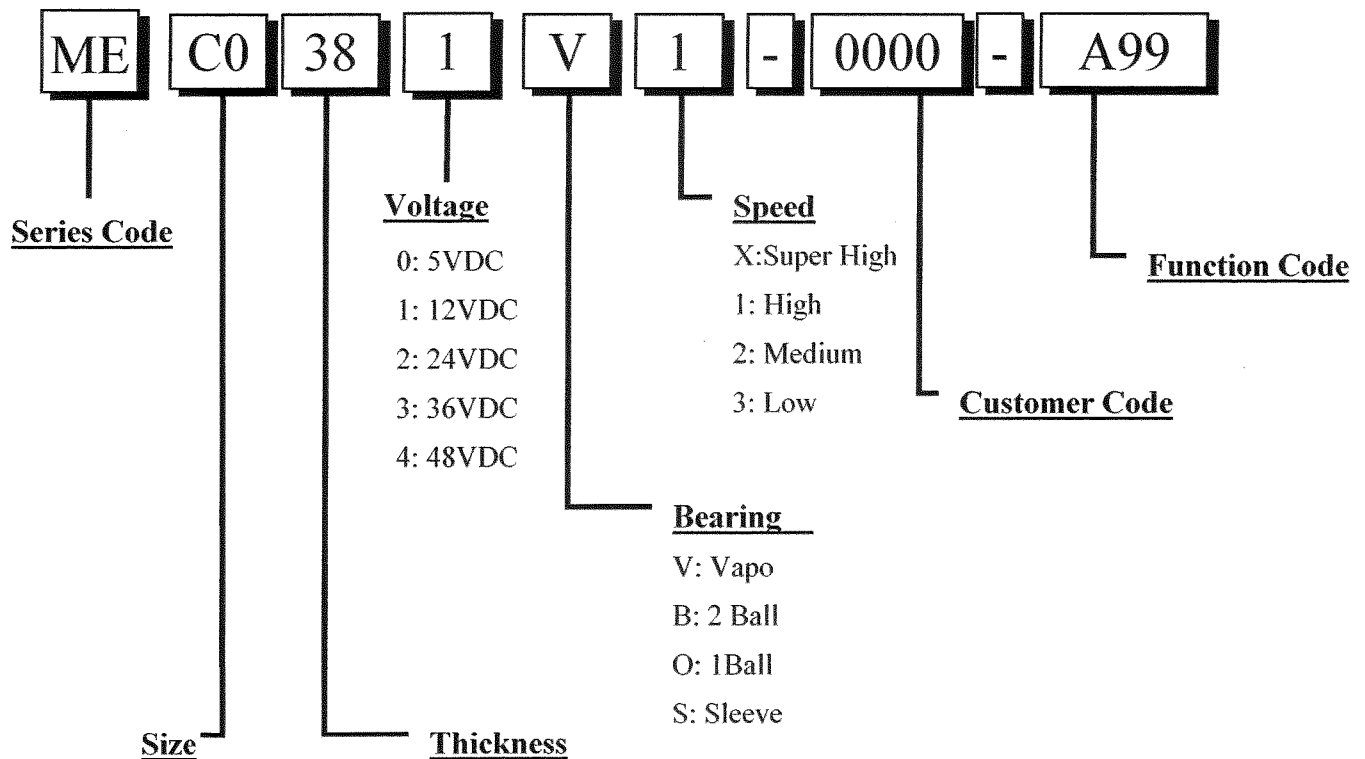 ME C0 38 1 V 1 - 0000 - A99
Series Code
Voltage
0: 5VDC
1: 12VDC
2: 24VDC
3: 36VDC
4: 48VDC
Speed
X:Super High
1: High
2: Medium
3: Low
Function Code
Customer Code
Bearing
V: Vapo
B: 2 Ball
O: 1Ball
S: Sleeve
Size
Thickness